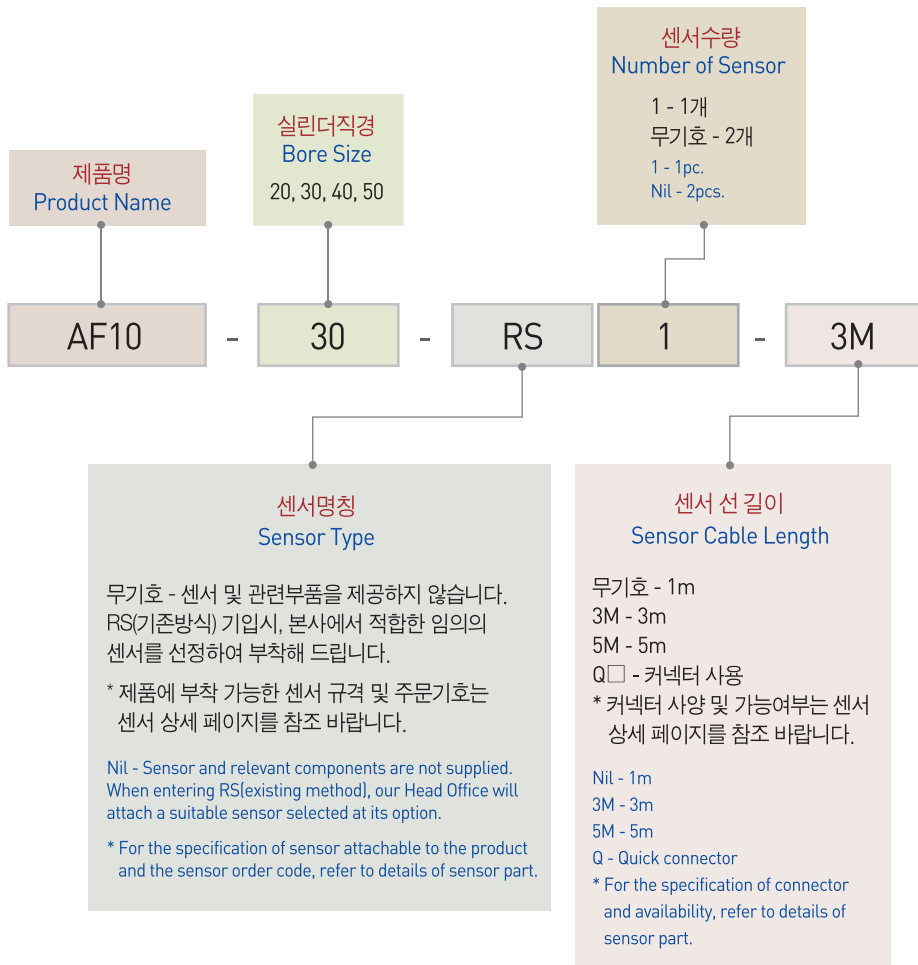 센서수량
Number of Sensor
1 - 1개
무기호 - 2개
1 - 1pc.
Nil - 2pcs.
실린더직경
Bore Size
20, 30, 40, 50
제품명
Product Name
AF10 - 30 - RS 1 - 3M
센서명칭
Sensor Type
무기호 - 센서 및 관련부품을 제공하지 않습니다.
RS(기존방식) 기입시, 본사에서 적합한 임의의
센서를 선정하여 부착해 드립니다.
* 제품에 부착 가능한 센서 규격 및 주문기호는
센서 상세 페이지를 참조 바랍니다.
Nil - Sensor and relevant components are not supplied.
When entering RS(existing method), our Head Office will
attach a suitable sensor selected at its option.
* For the specification of sensor attachable to the product
and the sensor order code, refer to details of sensor part.
센서 선 길이
Sensor Cable Length
무기호 - 1m
3M - 3m
5M - 5m
Q□ - 커넥터 사용
* 커넥터 사양 및 가능여부는 센서
상세 페이지를 참조 바랍니다.
Nil - 1m
3M - 3m
5M - 5m
Q - Quick connector
* For the specification of connector
and availability, refer to details of
sensor part.